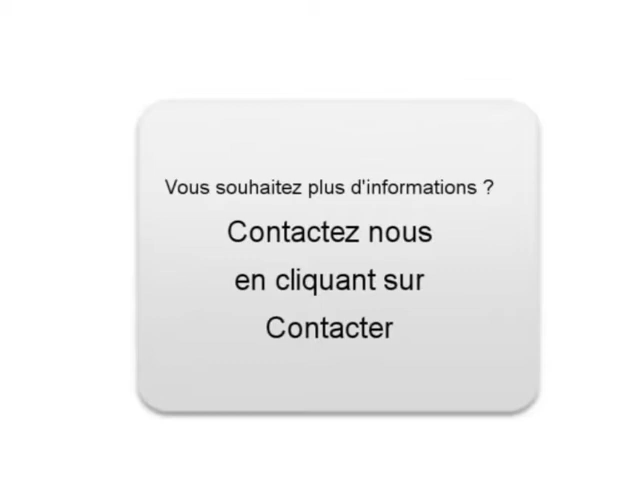 Vous souhaitez plus d'informations ?
Contactez nous
en cliquant sur
Contacter